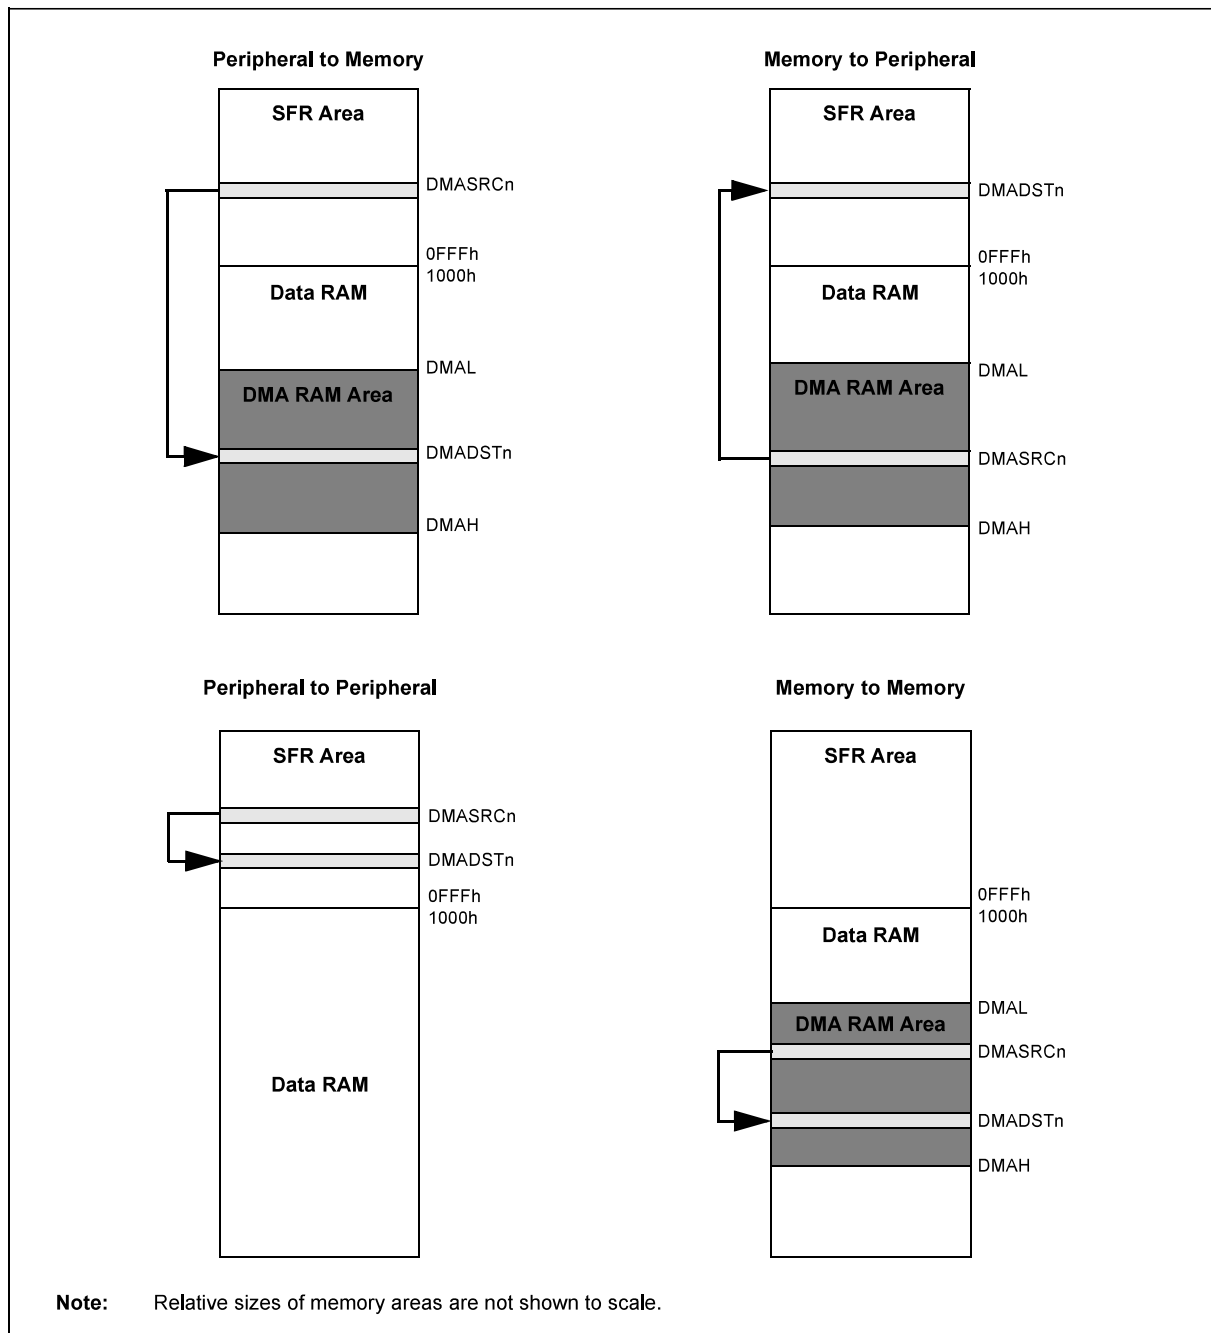 Peripheral to Memory
SFR Area
DMASRCn
0FFFh
1000h
Data RAM
DMAL
DMA RAM Area
DMADSTn
DMAH
Memory to Peripheral
SFR Area
DMADSTn
0FFFh
1000h
Data RAM
DMAL
DMA RAM Area
DMASRCn
DMAH
Peripheral to Peripheral
SFR Area
DMASRCn
DMADSTn
0FFFh
1000h
Data RAM
Memory to Memory
SFR Area
0FFFh
1000h
Data RAM
DMAL
DMA RAM Area
DMASRCn
DMADSTn
DMAH
Note: Relative sizes of memory areas are not shown to scale.